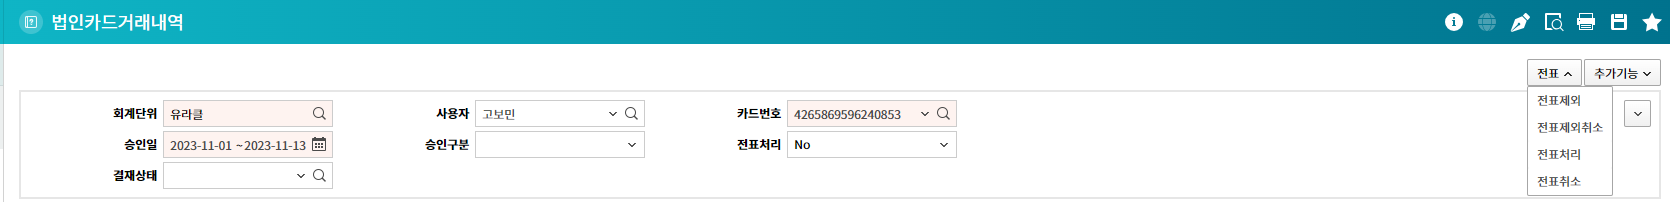 법인카드거래내역
전표 추가기능
회계단위 유라클 사용자 고보민 카드번호 4265869596240853
승인일 2023-11-01 ~2023-11-13 승인구분 전표처리 No
결재상태
전표제외
전표제외취소
전표처리
전표취소